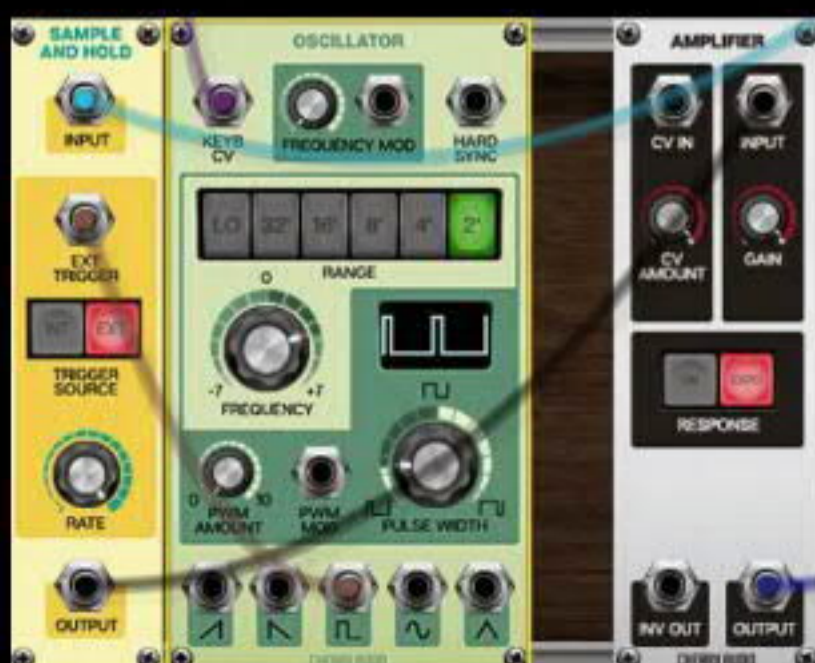 SAMPLE
AND HOLD
INPUT
EXT
TRIGGER
INT
EXT
TRIGGER
SOURCE
RATE
OUTPUT
OSCILLATOR
KEYB
CV
FREQUENCY MOD
HARD
SYNC
LO 32' 16' 8' 4' 2'
RANGE
0
-7 +7
FREQUENCY
0 10
PWM
AMOUNT
PWM
MOD
PULSE WIDTH
AMPLIFIER
CV IN
INPUT
CV
AMOUNT
GAIN
EXPO
RESPONSE
INV OUT
OUTPUT